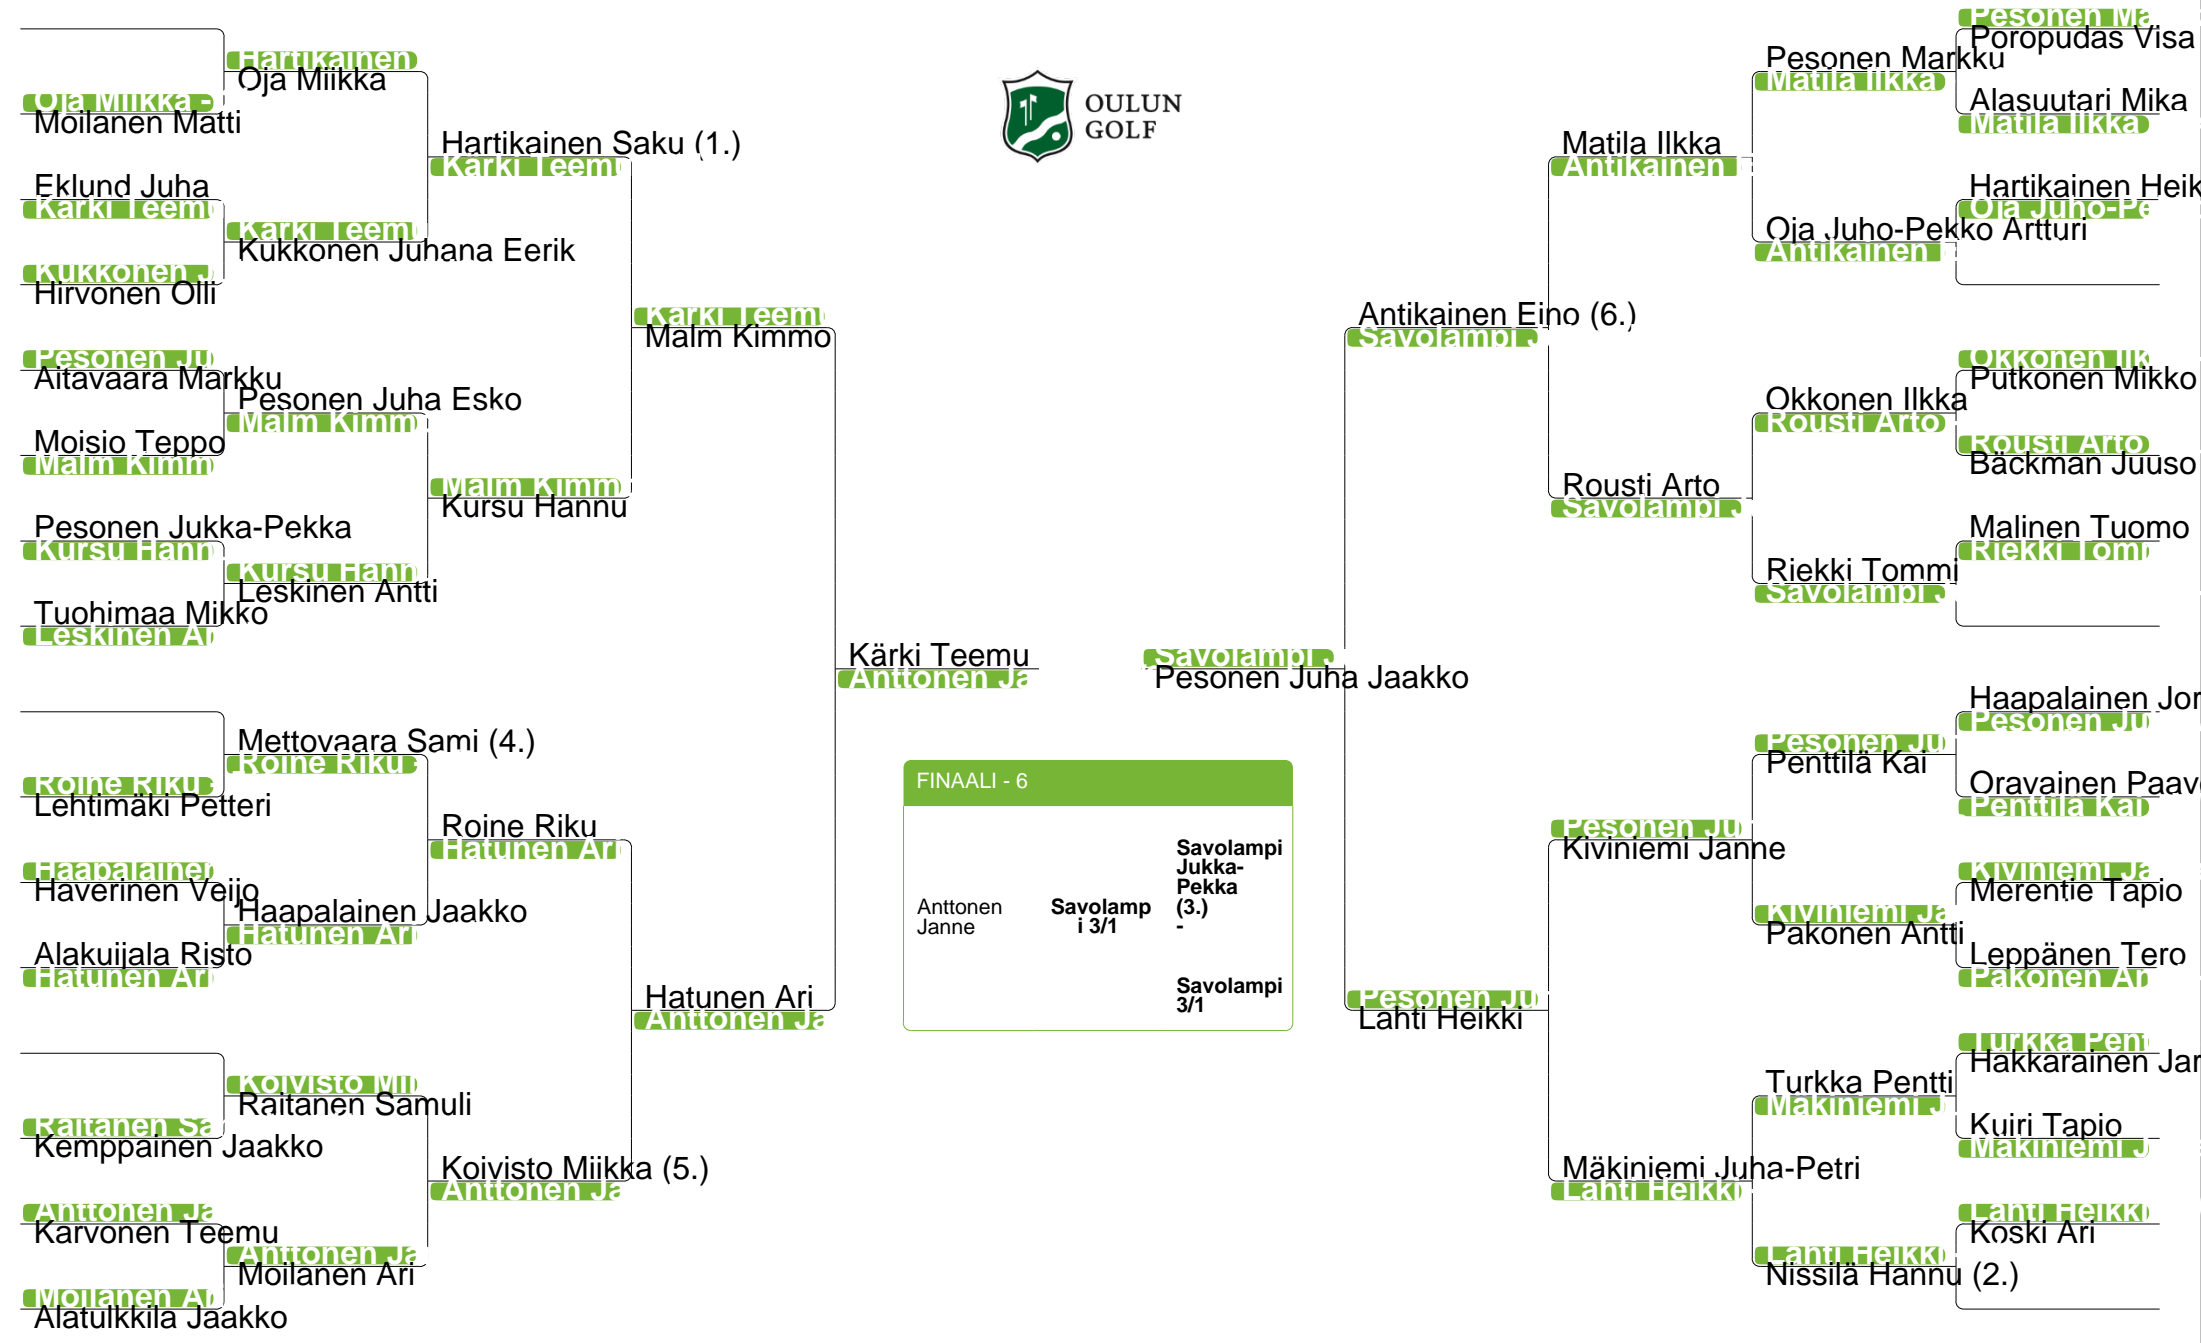 Hartikainen
Oja Miikka
Oja Miikka -
Moilanen Matti
Eklund Juha
Kärki Teemu
Kärki Teemu
Kukkonen Juhana Eerik
Kukkonen J
Hirvonen Olli
Hartikainen Saku (1.)
Kärki Teemu
Pesonen Ju
Aitavaara Markku
Pesonen Juha Esko
Malm Kimmo
Moisio Teppo
Malm Kimm
Pesonen Jukka-Pekka
Kursu Hann
Kursu Hann
Leskinen Antti
Tuohimaa Mikko
Leskinen An
Malm Kimmo
Kursu Hannu
Kärki Teemu
Malm Kimmo
Mettovaara Sami (4.)
Roine Riku -
Roine Riku -
Lehtimäki Petteri
Haapalainen
Haverinen Veijo
Haapalainen Jaakko
Hatunen Ari
Alakuijala Risto
Hatunen Ari
Roine Riku
Hatunen Ari
Koivisto Mii
Raitanen Samuli
Raitanen Sa
Kemppainen Jaakko
Anttonen Ja
Karvonen Teemu
Anttonen Ja
Moilanen Ari
Moilanen Ar
Alatulkkila Jaakko
Koivisto Miikka (5.)
Anttonen Ja
Hatunen Ari
Anttonen Ja
Kärki Teemu
Anttonen Ja
OULUN
GOLF
Savolampi J
Pesonen Juha Jaakko
FINAALI - 6
Anttonen
Janne
Savolamp
i 3/1
Savolampi
Jukka-
Pekka
(3.)
-
Savolampi
3/1
Antikainen Eino (6.)
Savolampi J
Matila Ilkka
Antikainen E
Pesonen Markku
Matila Ilkka
Pesonen Ma
Poropudas Visa
Alasuutari Mika
Matila Ilkka
Oja Juho-Pekko Artturi
Antikainen E
Hartikainen Heik
Oja Juho-Pe
Rousti Arto
Savolampi J
Okkonen Ilkka
Rousti Arto -
Okkonen Ilk
Putkonen Mikko
Rousti Arto
Bäckman Juuso
Riekki Tommi
Savolampi J
Malinen Tuomo
Riekki Tomm
Pesonen Ju
Lahti Heikki
Pesonen Ju
Kiviniemi Janne
Pesonen Ju
Penttilä Kai
Haapalainen Jor
Pesonen Ju
Oravainen Paavo
Penttilä Kai
Kiviniemi Ja
Pakonen Antti
Kiviniemi Ja
Merentie Tapio
Leppänen Tero
Pakonen An
Mäkiniemi Juha-Petri
Lahti Heikki
Turkka Pentti
Mäkiniemi J
Turkka Pent
Hakkarainen Jar
Kuiri Tapio
Mäkiniemi J
Lahti Heikki
Nissilä Hannu (2.)
Lahti Heikki
Koski Ari